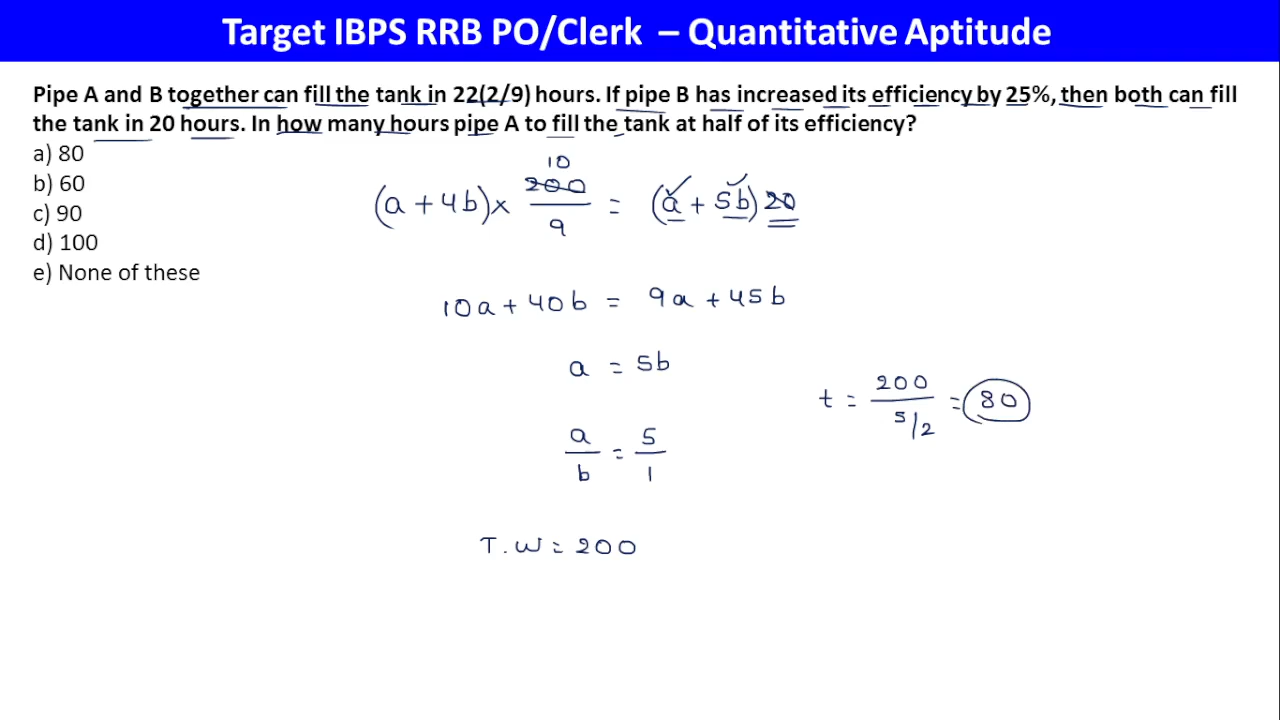 Target IBPS RRB PO/Clerk – Quantitative Aptitude
Pipe A and B together can fill the tank in 22(2/9) hours. If pipe B has increased its efficiency by 25%, then both can fill
the tank in 20 hours. In how many hours pipe A to fill the tank at half of its efficiency?
a) 80
b) 60
c) 90
d) 100
e) None of these
10
(a + 4b) × 200/9 = (a + 5b) 20
10a + 40b = 9a + 45b
a = 5b
t = 200/5/2 = 80
a/b = 5/1
T.W = 200